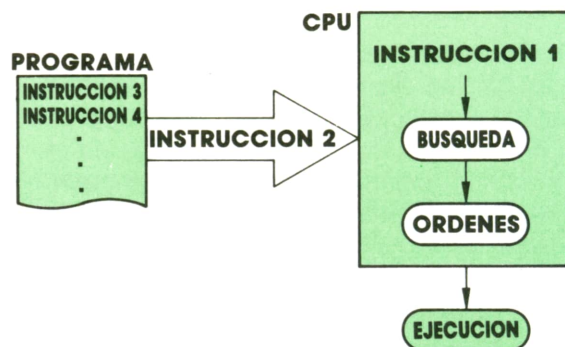 CPU
INSTRUCCION 1
PROGRAMA
INSTRUCCION 3
INSTRUCCION 4
.
.
.
INSTRUCCION 2
BUSQUEDA
ORDENES
EJECUCION